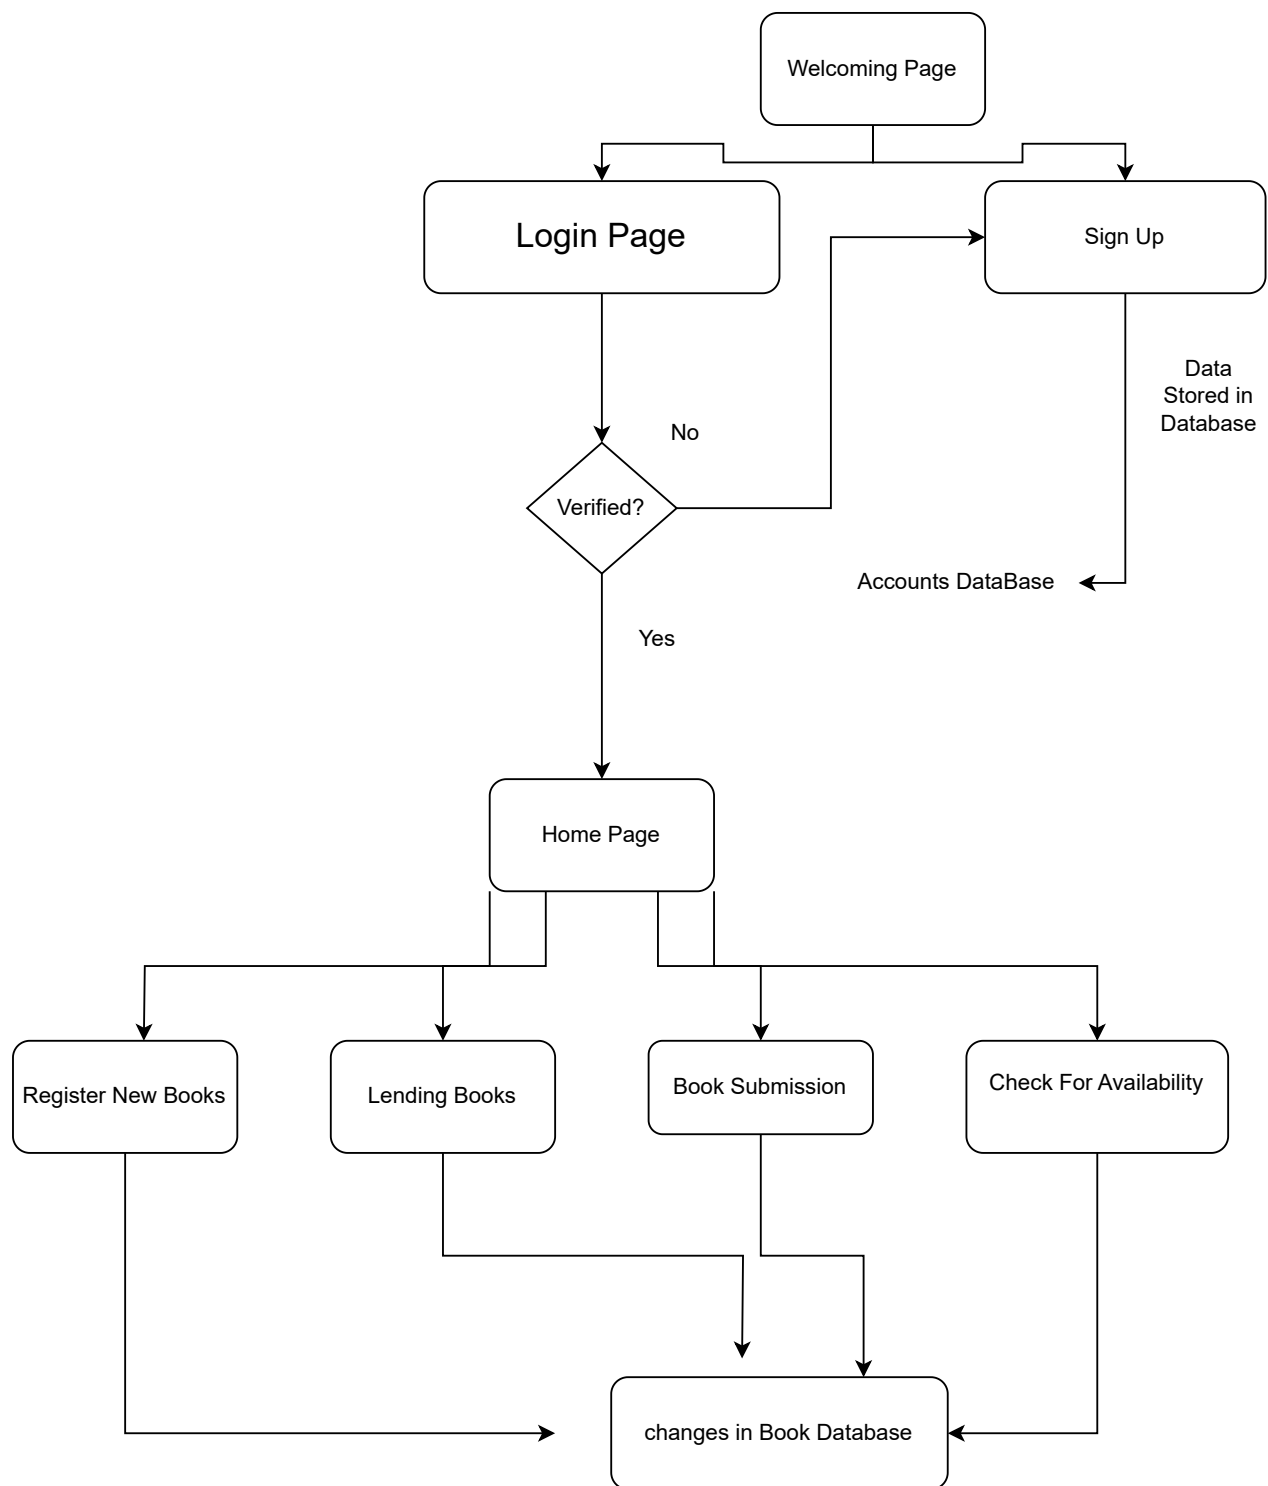 Welcoming Page
Login Page
Sign Up
Data
Stored in
Database
No
Verified?
Accounts DataBase
Yes
Home Page
Register New Books
Lending Books
Book Submission
Check For Availability
changes in Book Database